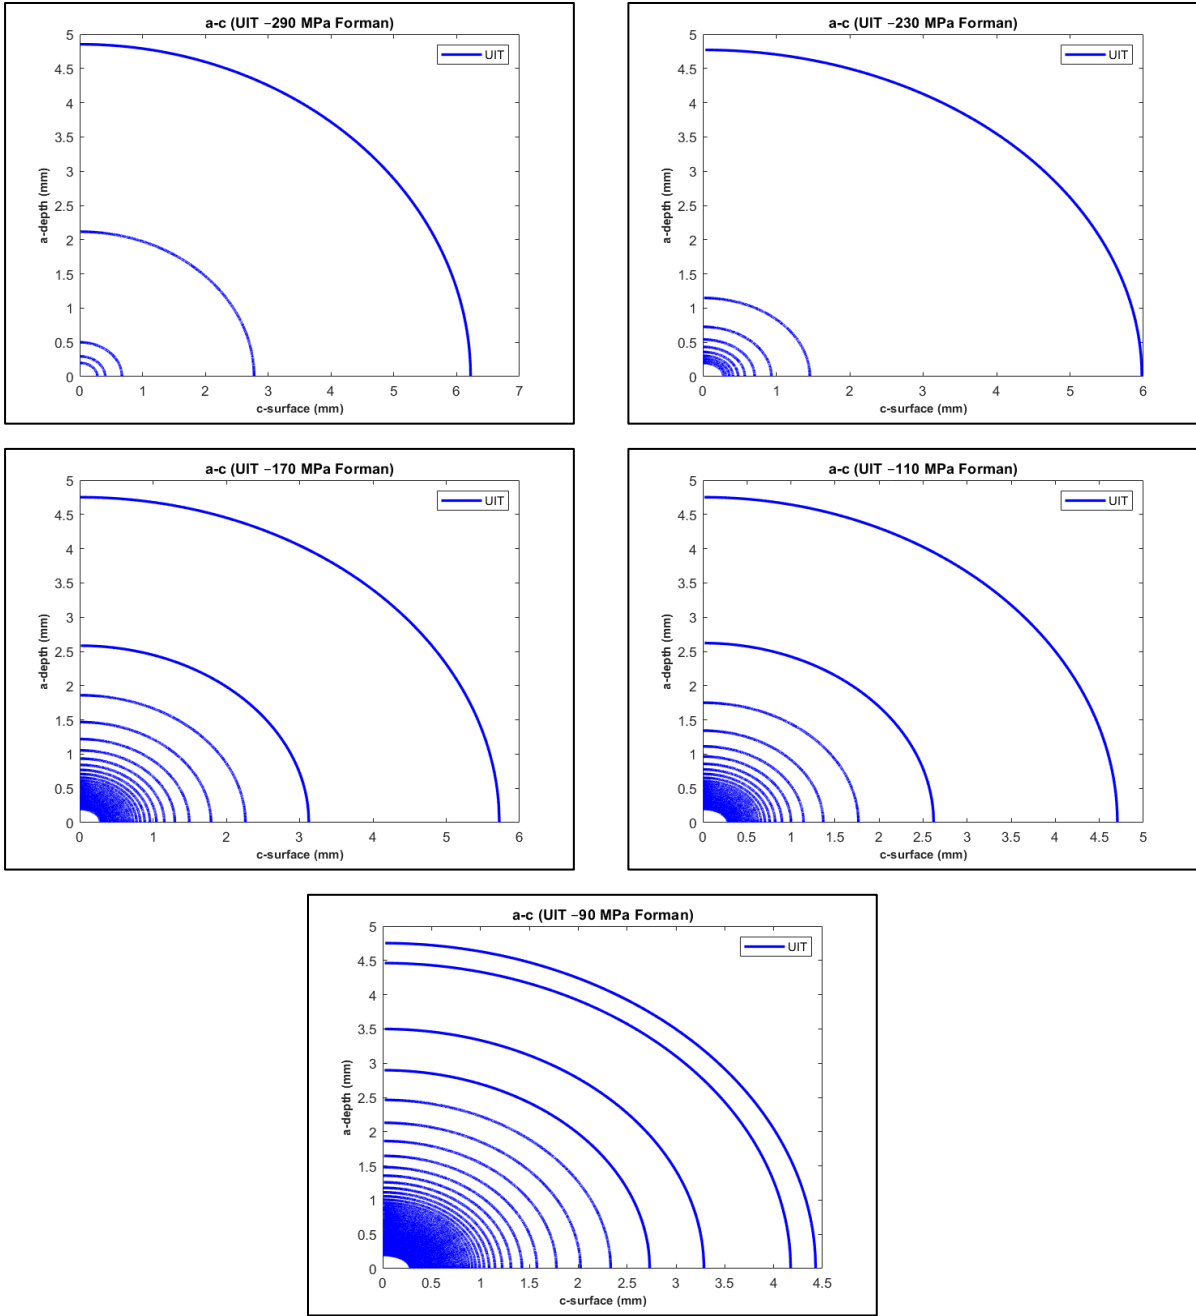 a-c (UIT −290 MPa Forman)
UIT
5
4.5
4
3.5
3
2.5
2
1.5
1
0.5
0
a-depth (mm)
0 1 2 3 4 5 6 7
c-surface (mm)
a-c (UIT −230 MPa Forman)
UIT
5
4.5
4
3.5
3
2.5
2
1.5
1
0.5
0
a-depth (mm)
0 1 2 3 4 5 6
c-surface (mm)
a-c (UIT −170 MPa Forman)
UIT
5
4.5
4
3.5
3
2.5
2
1.5
1
0.5
0
a-depth (mm)
0 1 2 3 4 5 6
c-surface (mm)
a-c (UIT −110 MPa Forman)
UIT
5
4.5
4
3.5
3
2.5
2
1.5
1
0.5
0
a-depth (mm)
0 0.5 1 1.5 2 2.5 3 3.5 4 4.5 5
c-surface (mm)
a-c (UIT −90 MPa Forman)
UIT
5
4.5
4
3.5
3
2.5
2
1.5
1
0.5
0
a-depth (mm)
0 0.5 1 1.5 2 2.5 3 3.5 4 4.5
c-surface (mm)